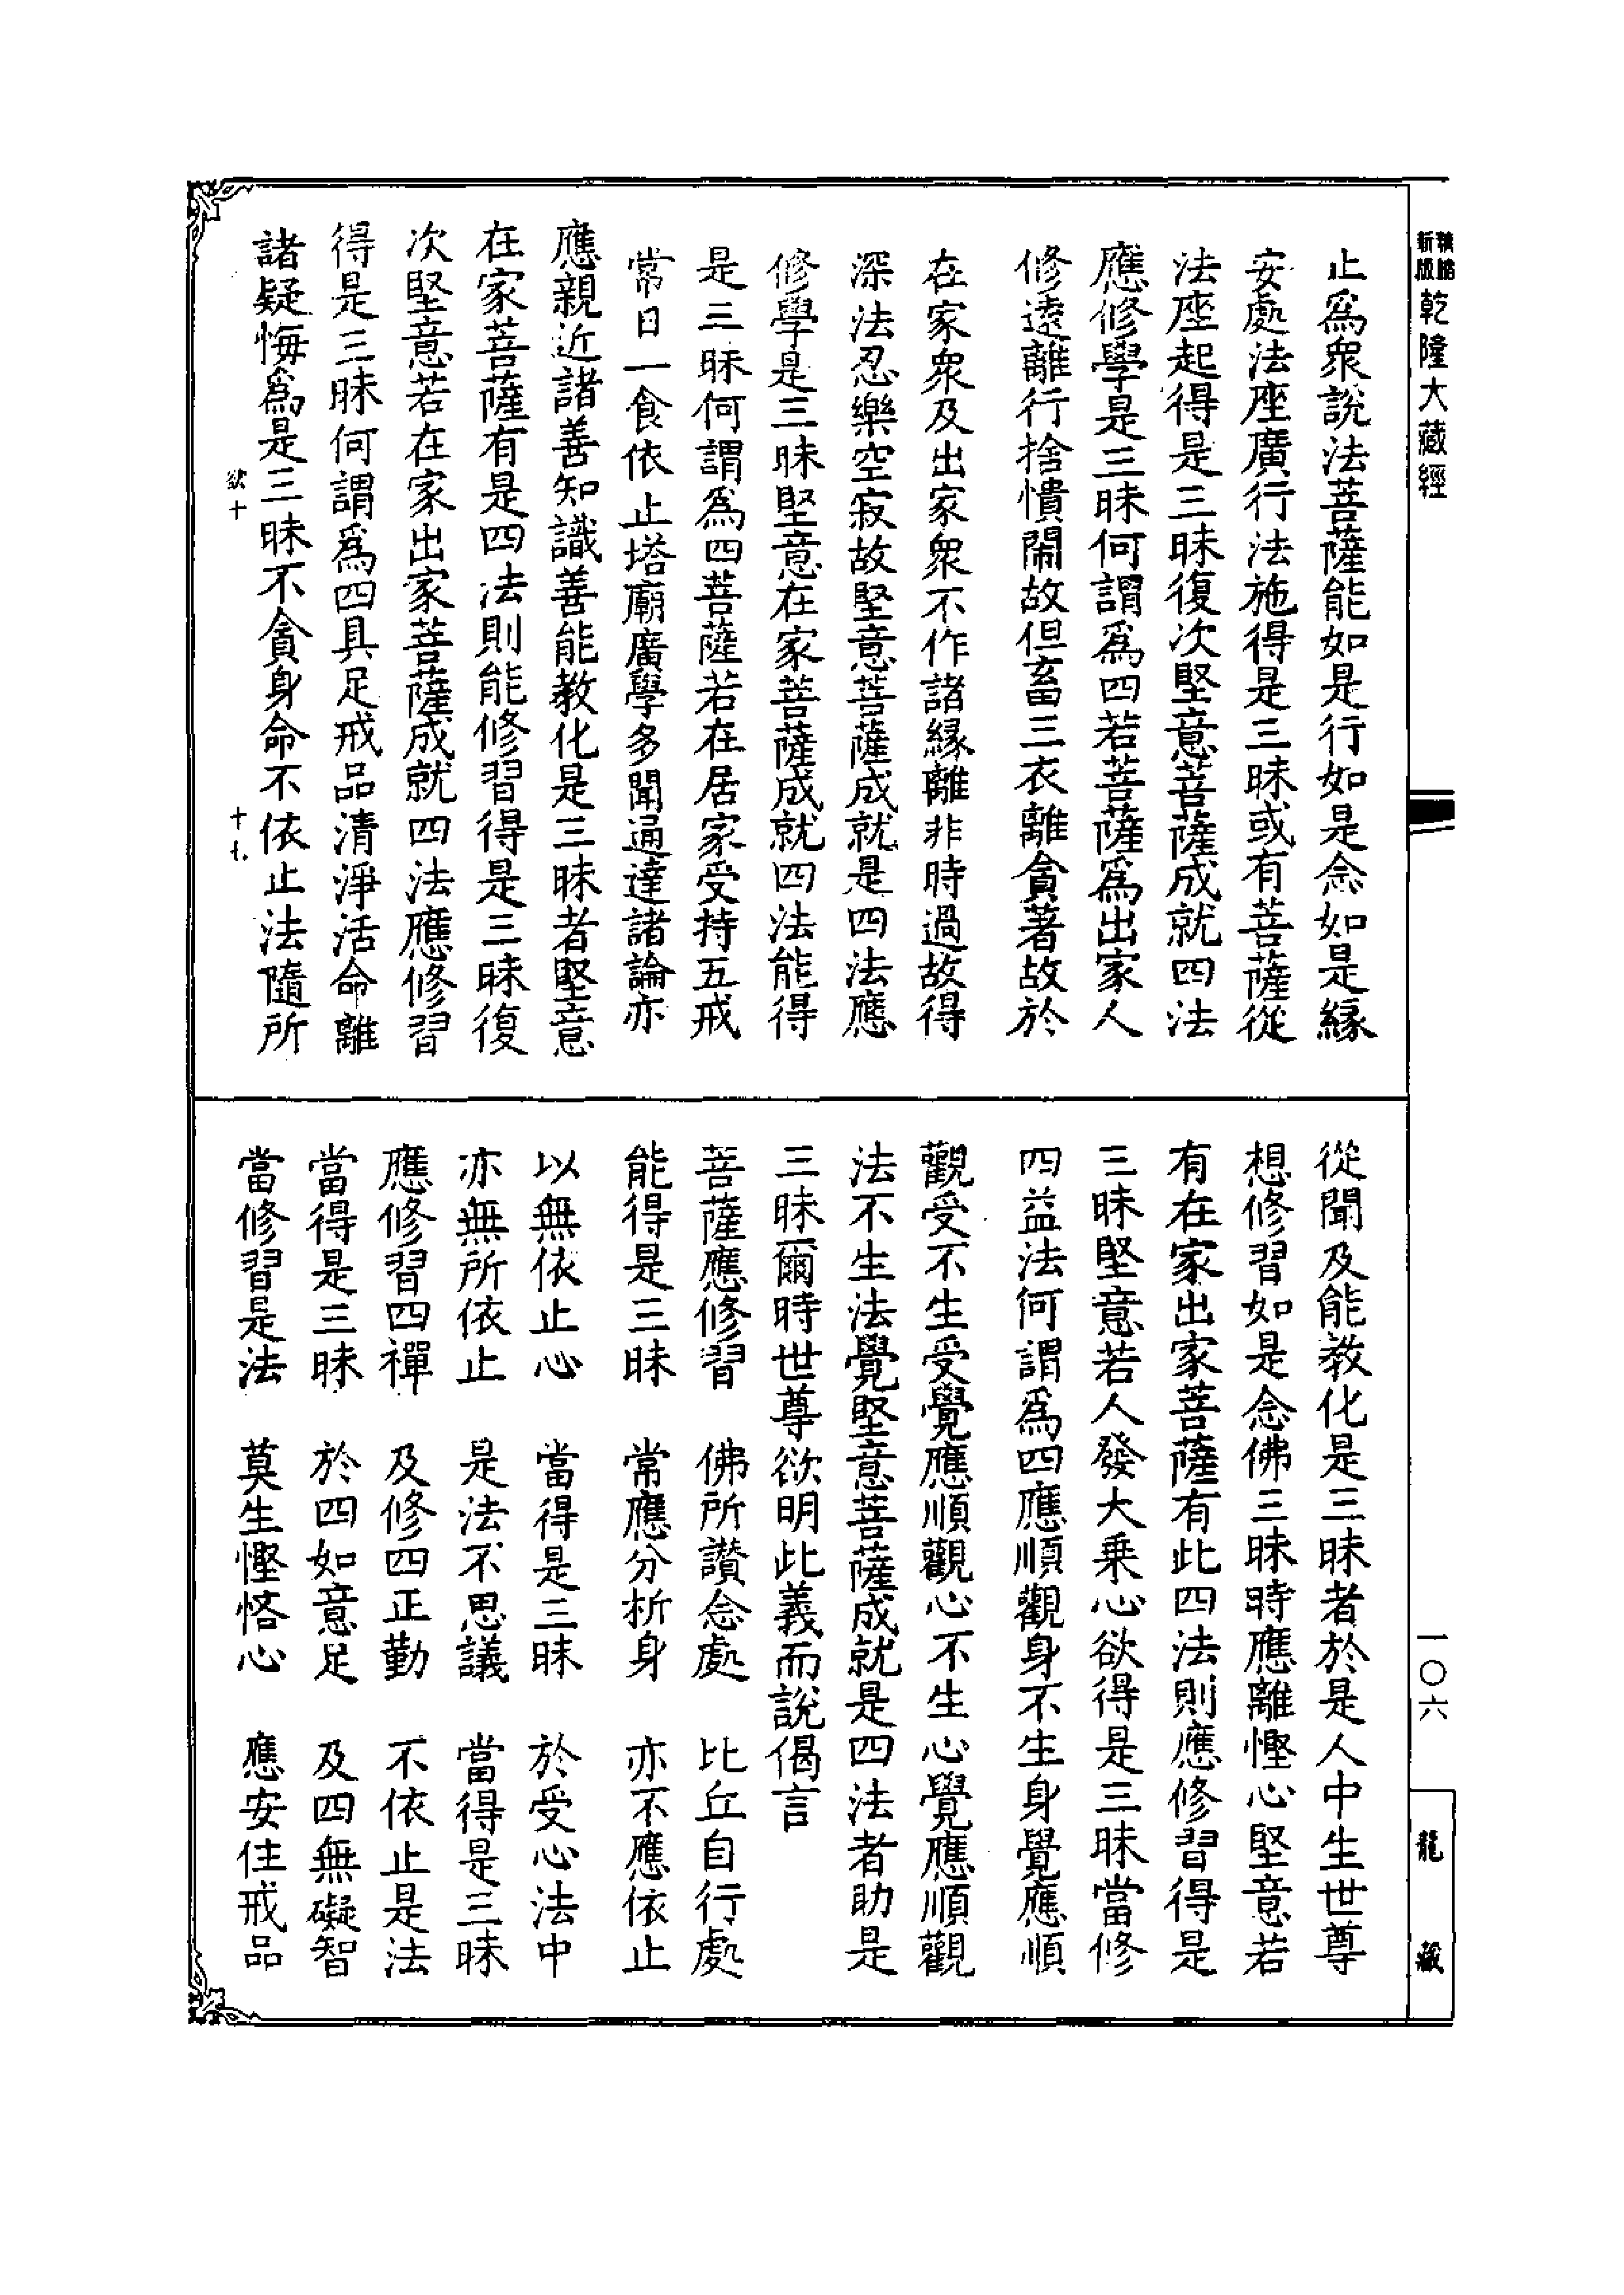 新版
乾隆大藏經
一〇六
龍藏
止爲衆說法菩薩能如是行如是念如是緣
安處法座廣行法施得是三昧或有菩薩從
法座起得是三昧復次堅意菩薩成就四法
應修學是三昧何謂爲四若菩薩爲出家人
修遠離行捨憒鬧故但畜三衣離貪著故於
在家衆及出家衆不作諸緣離非時過故得
深法忍樂空寂故堅意菩薩成就是四法應
修學是三昧堅意在家菩薩成就四法能得
是三昧何謂爲四菩薩若在居家受持五戒
常日一食依止塔廟廣學多聞通達諸論亦
應親近諸善知識善能教化是三昧者堅意
在家菩薩有是四法則能修習得是三昧復
次堅意若在家出家菩薩成就四法應修習
得是三昧何謂爲四具足戒品清淨活命離
諸疑悔爲是三昧不貪身命不依止法隨所
欲十
十七
從聞及能教化是三昧者於是人中生世尊
想修習如是念佛三昧時應離慳心堅意若
有在家出家菩薩有此四法則應修習得是
三昧堅意若人發大乗心欲得是三昧當修
四益法何謂爲四應順觀身不生身覺應順
觀受不生受覺應順觀心不生心覺應順觀
法不生法覺堅意菩薩成就是四法者助是
三昧爾時世尊欲明此義而說偈言
菩薩應修習　佛所讚念處　比丘自行處
能得是三昧　常應分析身　亦不應依止
以無依止心　當得是三昧　於受心法中
亦無所依止　是法不思議　當得是三昧
應修習四禪　及修四正勤　不依止是法
當得是三昧　於四如意足　及四無礙智
當修習是法　莫生慳悋心　應安住戒品